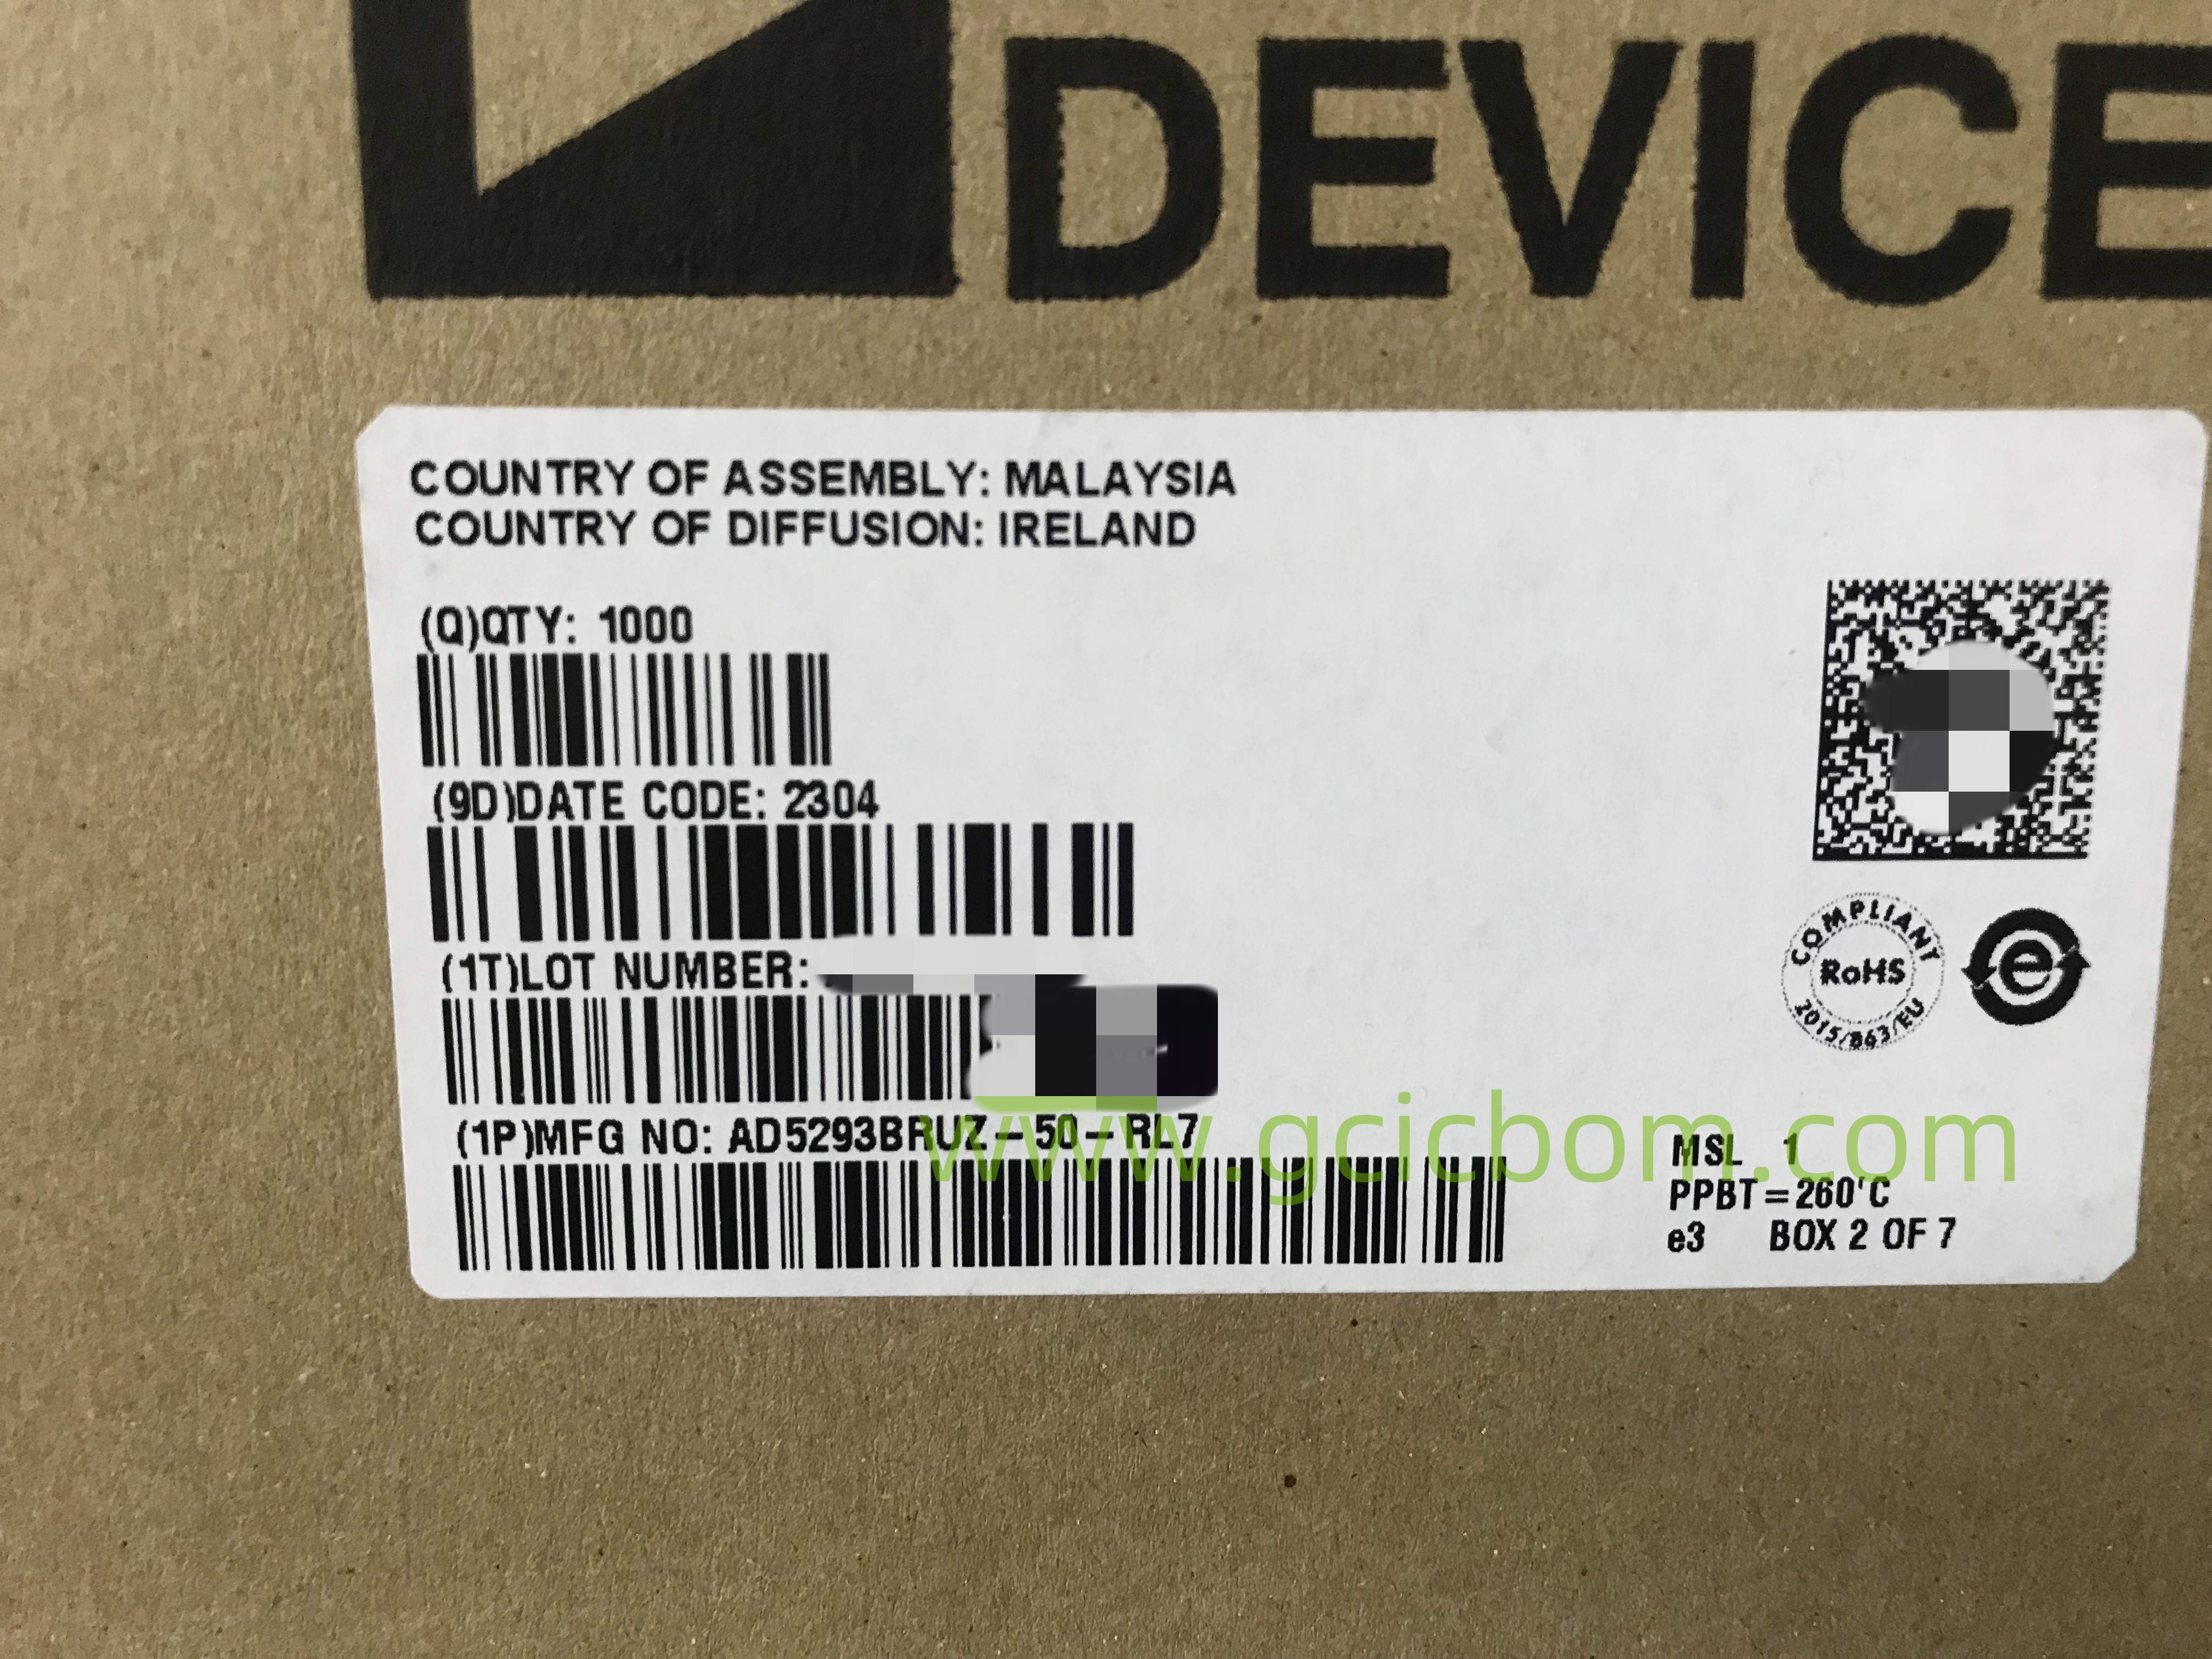 DEVICE
COUNTRY OF ASSEMBLY: MALAYSIA
COUNTRY OF DIFFUSION: IRELAND
(Q)QTY: 1000
(9D)DATE CODE: 2304
(1T)LOT NUMBER:
(1P)MFG NO: AD5293BRUZ-50-RL7
COMPLIANT
RoHS
2015/863/EU
e
www.gcicbom.com
MSL 1
PPBT=260'C
e3 BOX 2 OF 7